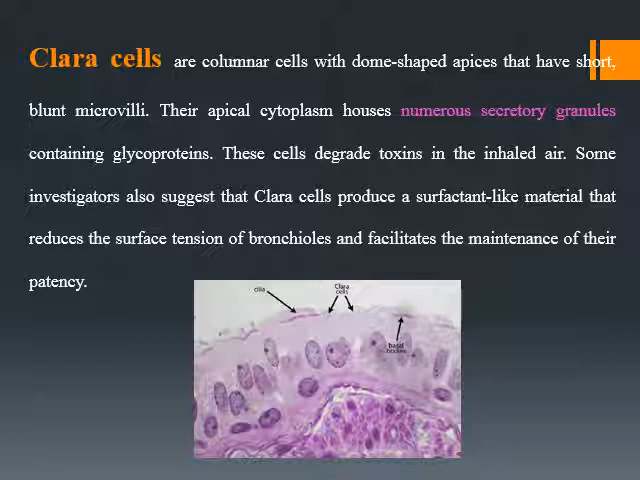 Clara cells are columnar cells with dome-shaped apices that have short,
blunt microvilli. Their apical cytoplasm houses numerous secretory granules
containing glycoproteins. These cells degrade toxins in the inhaled air. Some
investigators also suggest that Clara cells produce a surfactant-like material that
reduces the surface tension of bronchioles and facilitates the maintenance of their
patency.
cilia
Clara
cells
basal